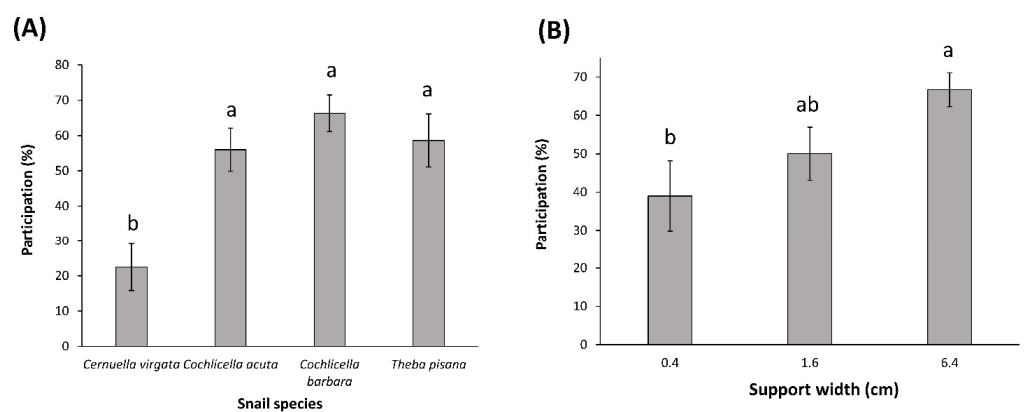 (A)
Participation (%)
80
70
60
50
40
30
20
10
0
b
a
a
a
Cernuella virgata Cochlicella acuta Cochlicella barbara Theba pisana
Snail species
(B)
Participation (%)
70
60
50
40
30
20
10
0
b
ab
a
0.4 1.6 6.4
Support width (cm)